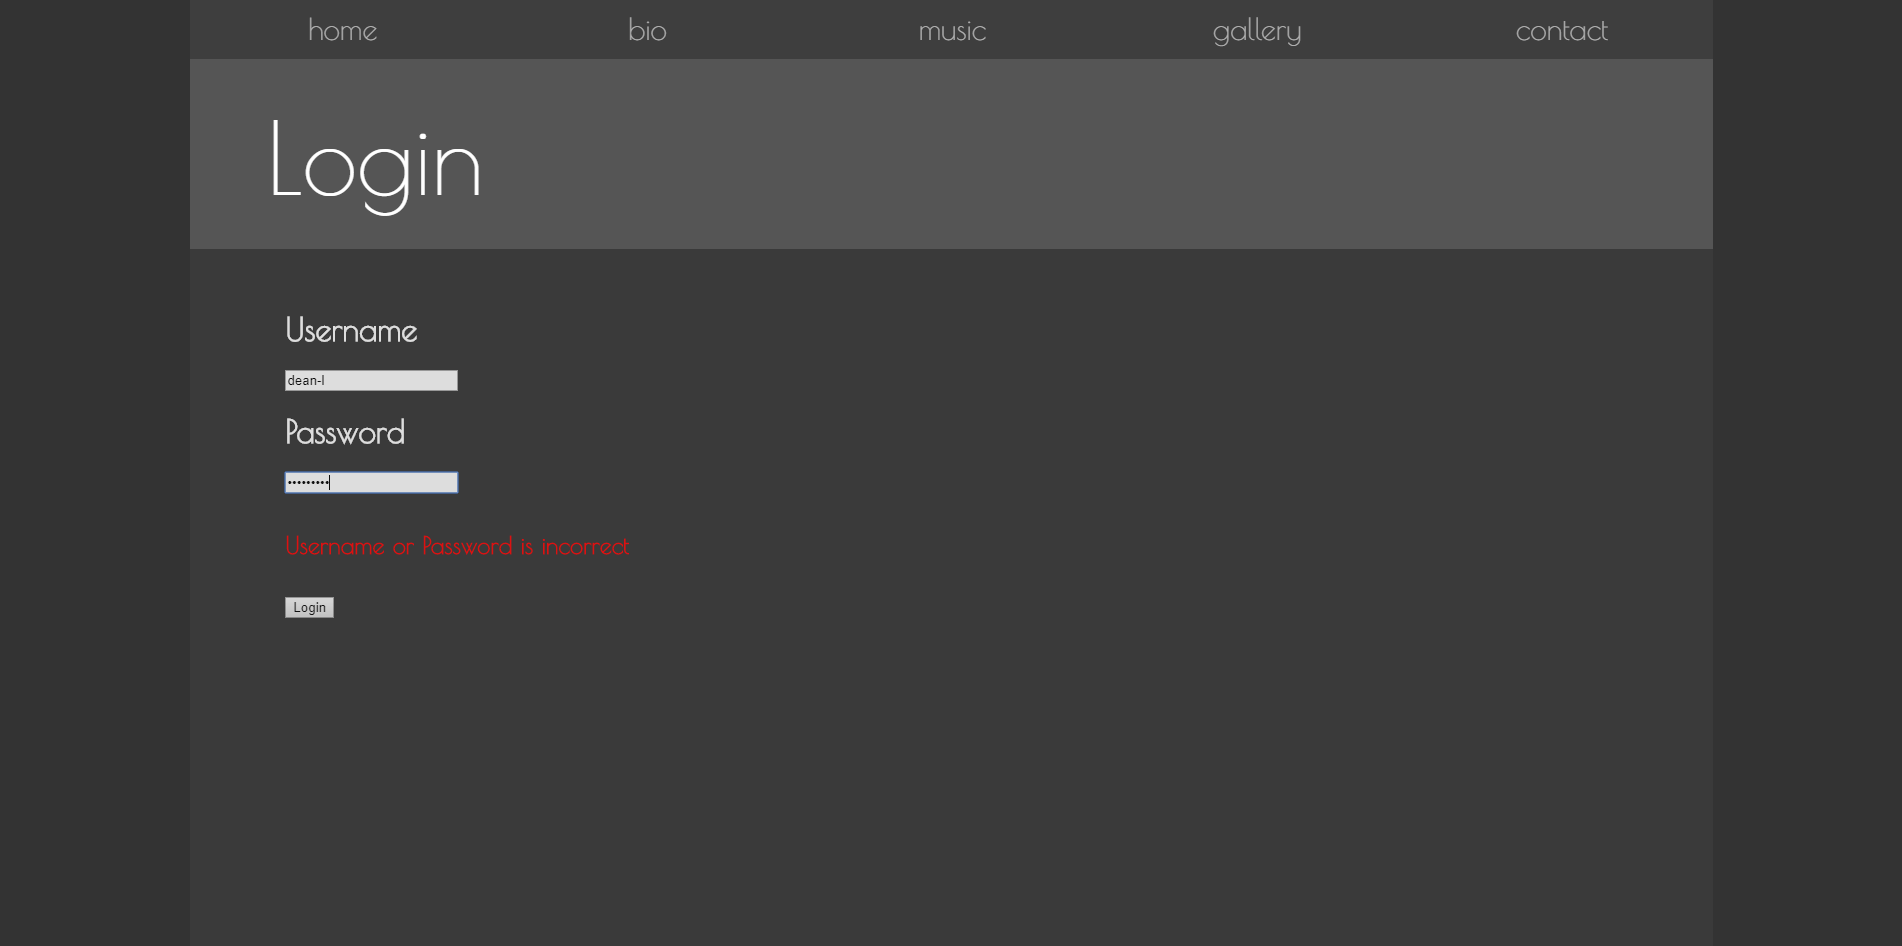 home bio music gallery contact
Login
Username
dean-l
Password
•••••••••
Username or Password is incorrect
Login